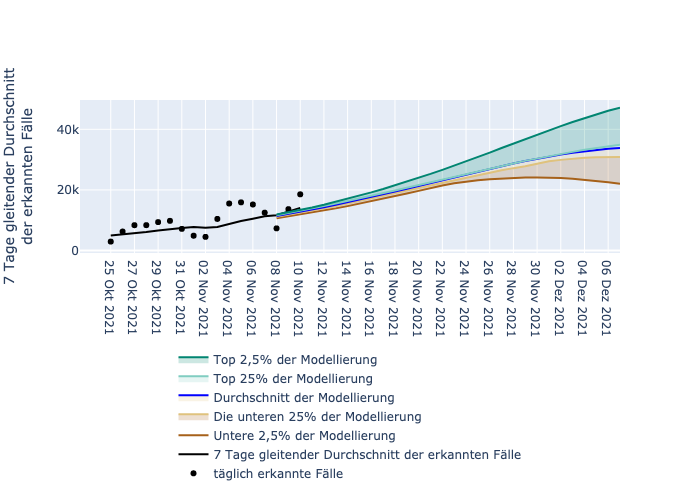 7 Tage gleitender Durchschnitt
der erkannten Fälle
40k
20k
0
25 Okt 2021
27 Okt 2021
29 Okt 2021
31 Okt 2021
02 Nov 2021
04 Nov 2021
06 Nov 2021
08 Nov 2021
10 Nov 2021
12 Nov 2021
14 Nov 2021
16 Nov 2021
18 Nov 2021
20 Nov 2021
22 Nov 2021
24 Nov 2021
26 Nov 2021
28 Nov 2021
30 Nov 2021
02 Dez 2021
04 Dez 2021
06 Dez 2021
Top 2,5% der Modellierung
Top 25% der Modellierung
Durchschnitt der Modellierung
Die unteren 25% der Modellierung
Untere 2,5% der Modellierung
7 Tage gleitender Durchschnitt der erkannten Fälle
täglich erkannte Fälle